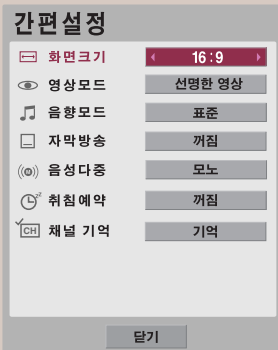 간편설정
화면크기 16:9
영상모드 선명한 영상
음향모드 표준
자막방송 꺼짐
음성다중 모노
취침예약 꺼짐
CH 채널 기억 기억
닫기